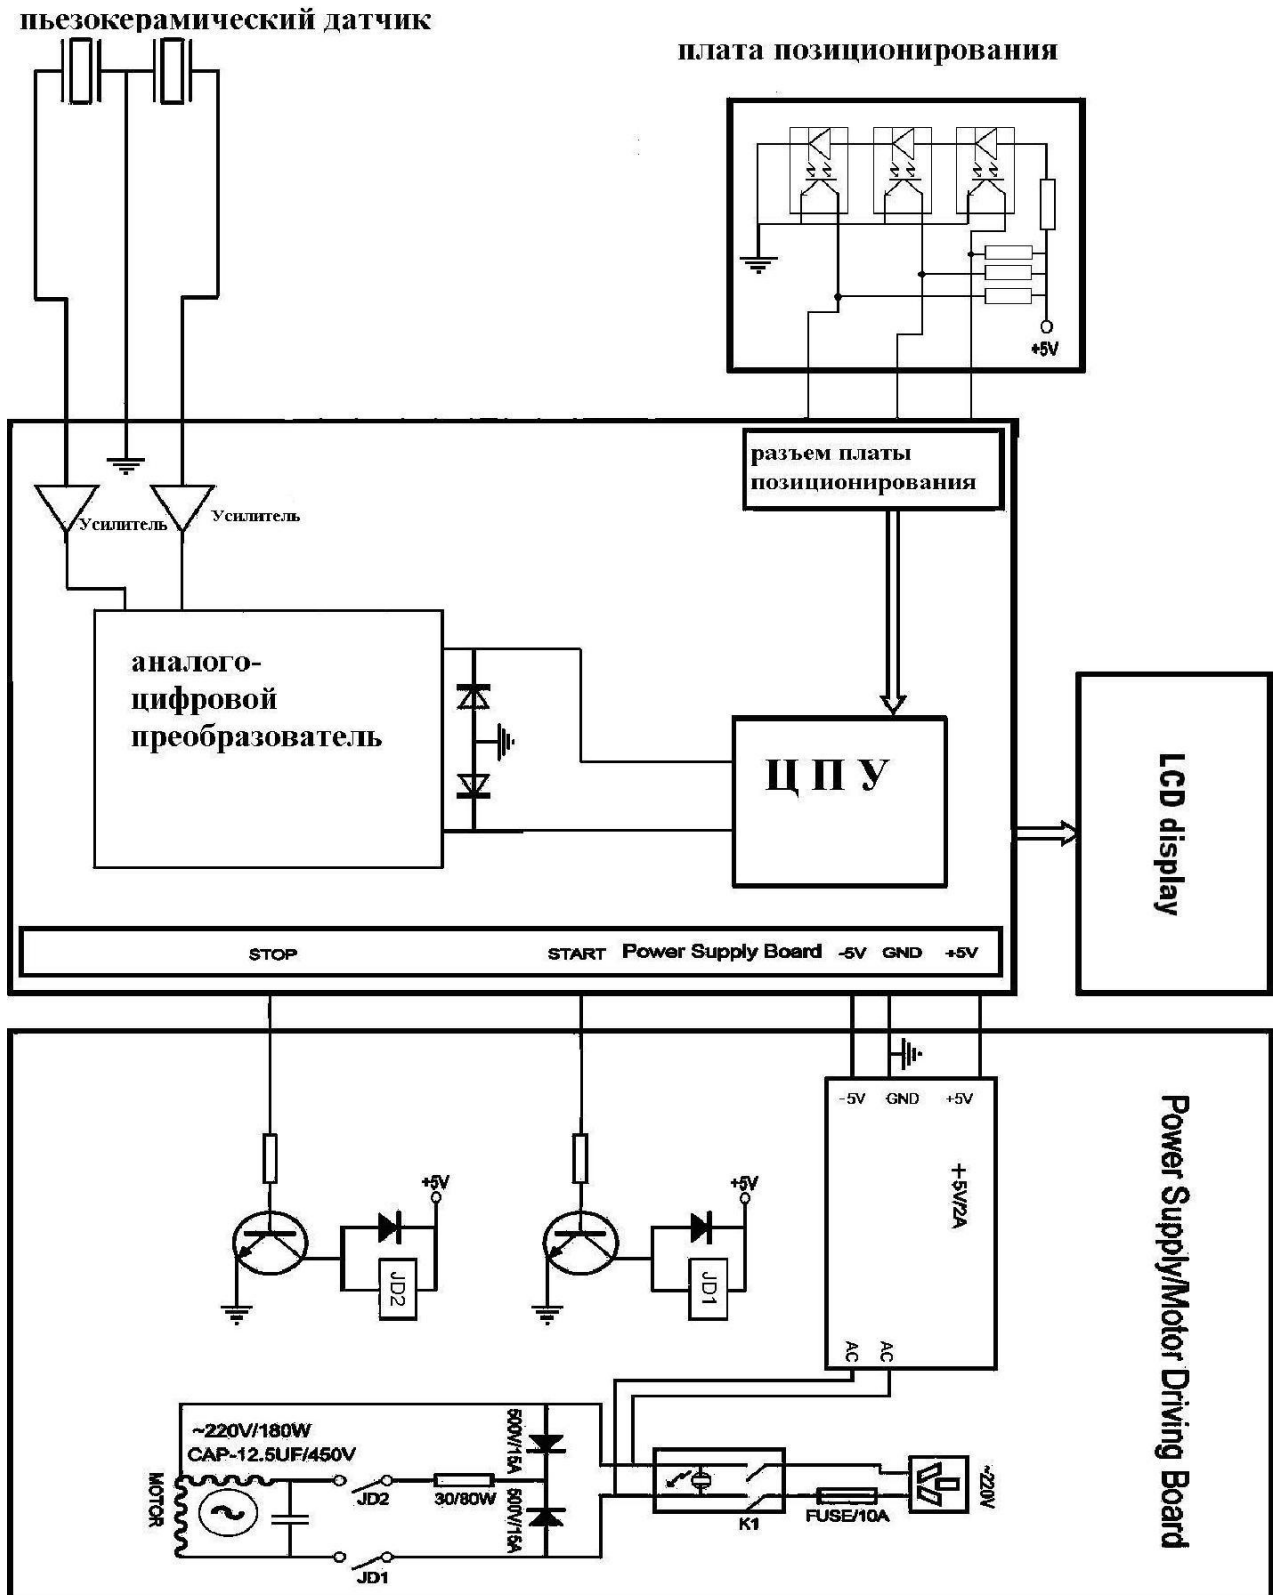 пьезокерамический датчик
плата позиционирования
+5V
разъем платы
позиционирования
Усилитель
Усилитель
аналого-
цифровой
преобразователь
Ц П У
LCD display
STOP
START
Power Supply Board
-5V
GND
+5V
-5V
GND
+5V
+5V/2A
AC
AC
Power Supply/Motor Driving Board
+5V
JD2
+5V
JD1
~220V/180W
CAP-12.5UF/450V
MOTOR
JD2
30/80W
500V/15A
500V/15A
JD1
K1
FUSE/10A
~220V